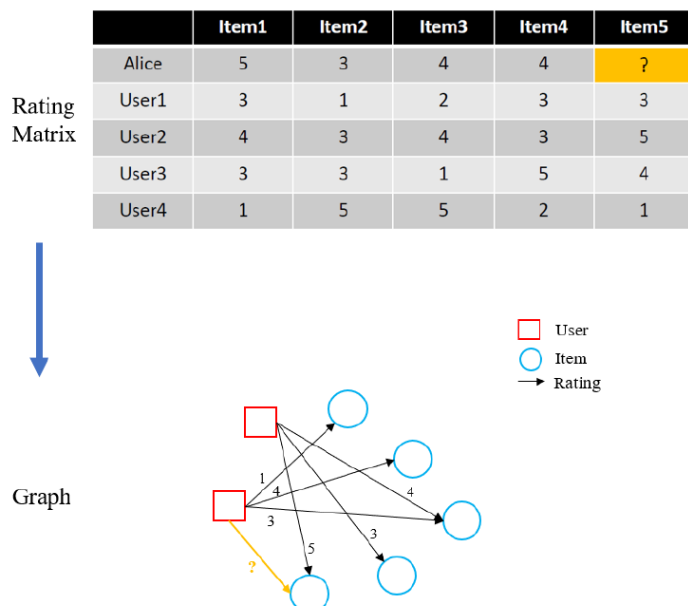 Item1 Item2 Item3 Item4 Item5
Alice 5 3 4 4 ?
User1 3 1 2 3 3
User2 4 3 4 3 5
User3 3 3 1 5 4
User4 1 5 5 2 1
Rating
Matrix
User
Item
Rating
Graph
1
4
4
3
3
5
?